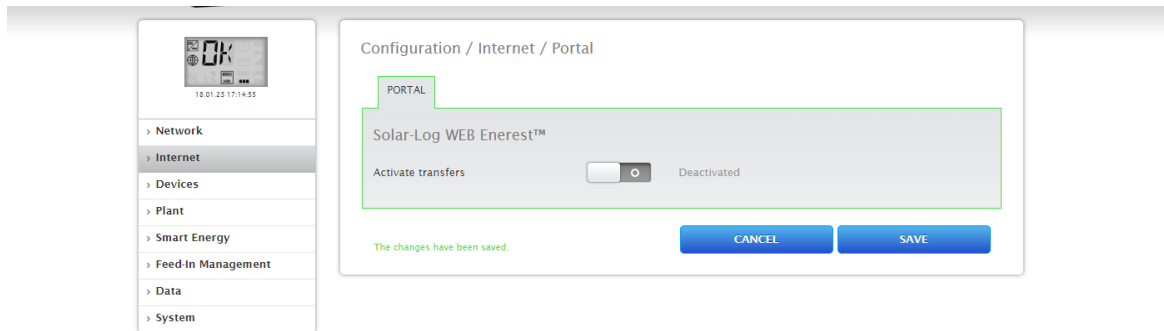 OK
18.01.23 17:14:55
› Network
› Internet
› Devices
› Plant
› Smart Energy
› Feed-In Management
› Data
› System
Configuration / Internet / Portal
PORTAL
Solar-Log WEB Enerest™
Activate transfers
Deactivated
The changes have been saved.
CANCEL
SAVE